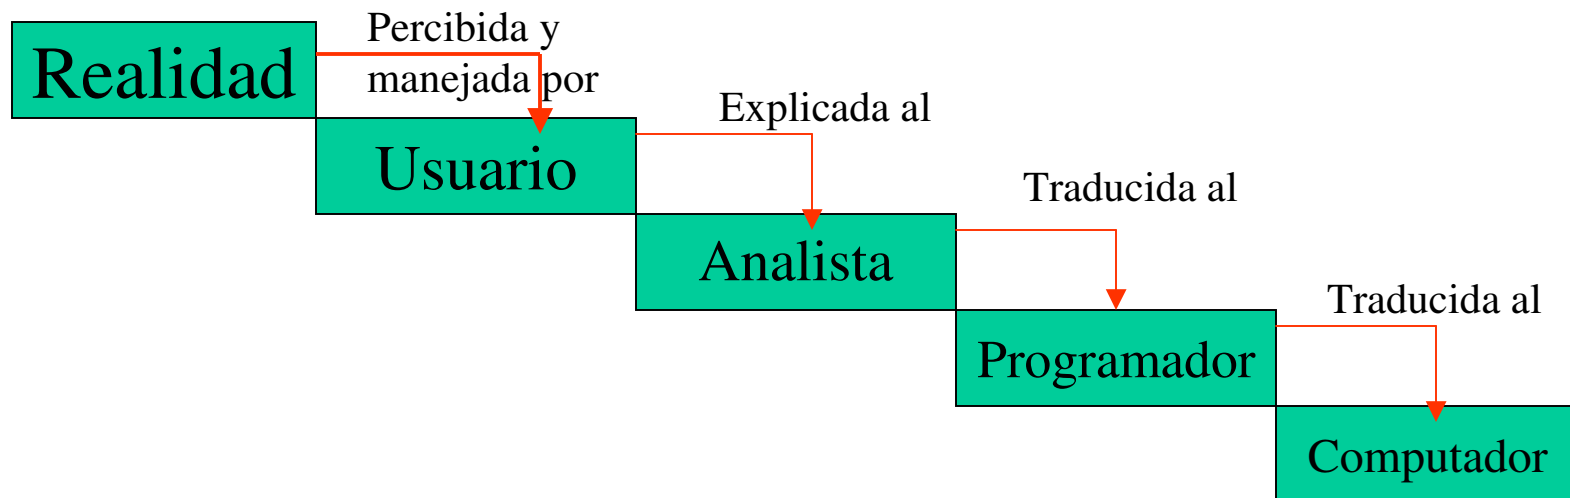 Realidad
Percibida y
manejada por
Usuario
Explicada al
Analista
Traducida al
Programador
Traducida al
Computador